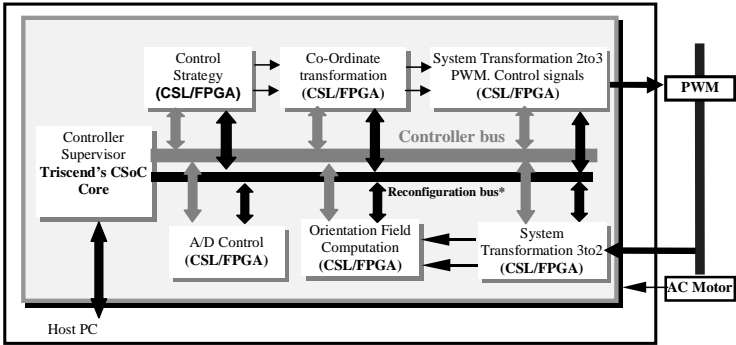 Control
Strategy
(CSL/FPGA)
Co-Ordinate
transformation
(CSL/FPGA)
System Transformation 2to3
PWM. Control signals
(CSL/FPGA)
PWM
Controller bus
Controller
Supervisor
Triscend's CSoC
Core
Reconfiguration bus*
A/D Control
(CSL/FPGA)
Orientation Field
Computation
(CSL/FPGA)
System
Transformation 3to2
(CSL/FPGA)
AC Motor
Host PC